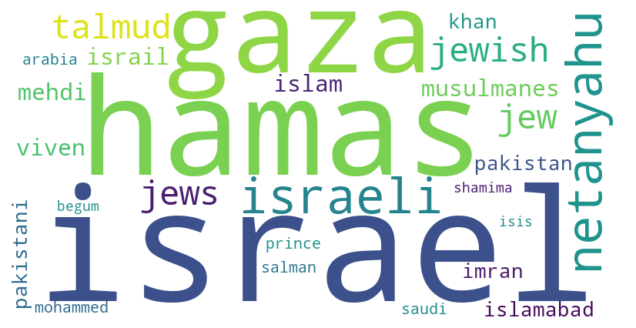 talmud
gaza
khan
arabia
israil
jewish
islam
mehdi
hamas
musulmanes
jew
netanyahu
viven
pakistan
jews
israeli
shamima
israel
pakistani
begum
isis
prince
salman
imran
mohammed
saudi
islamabad